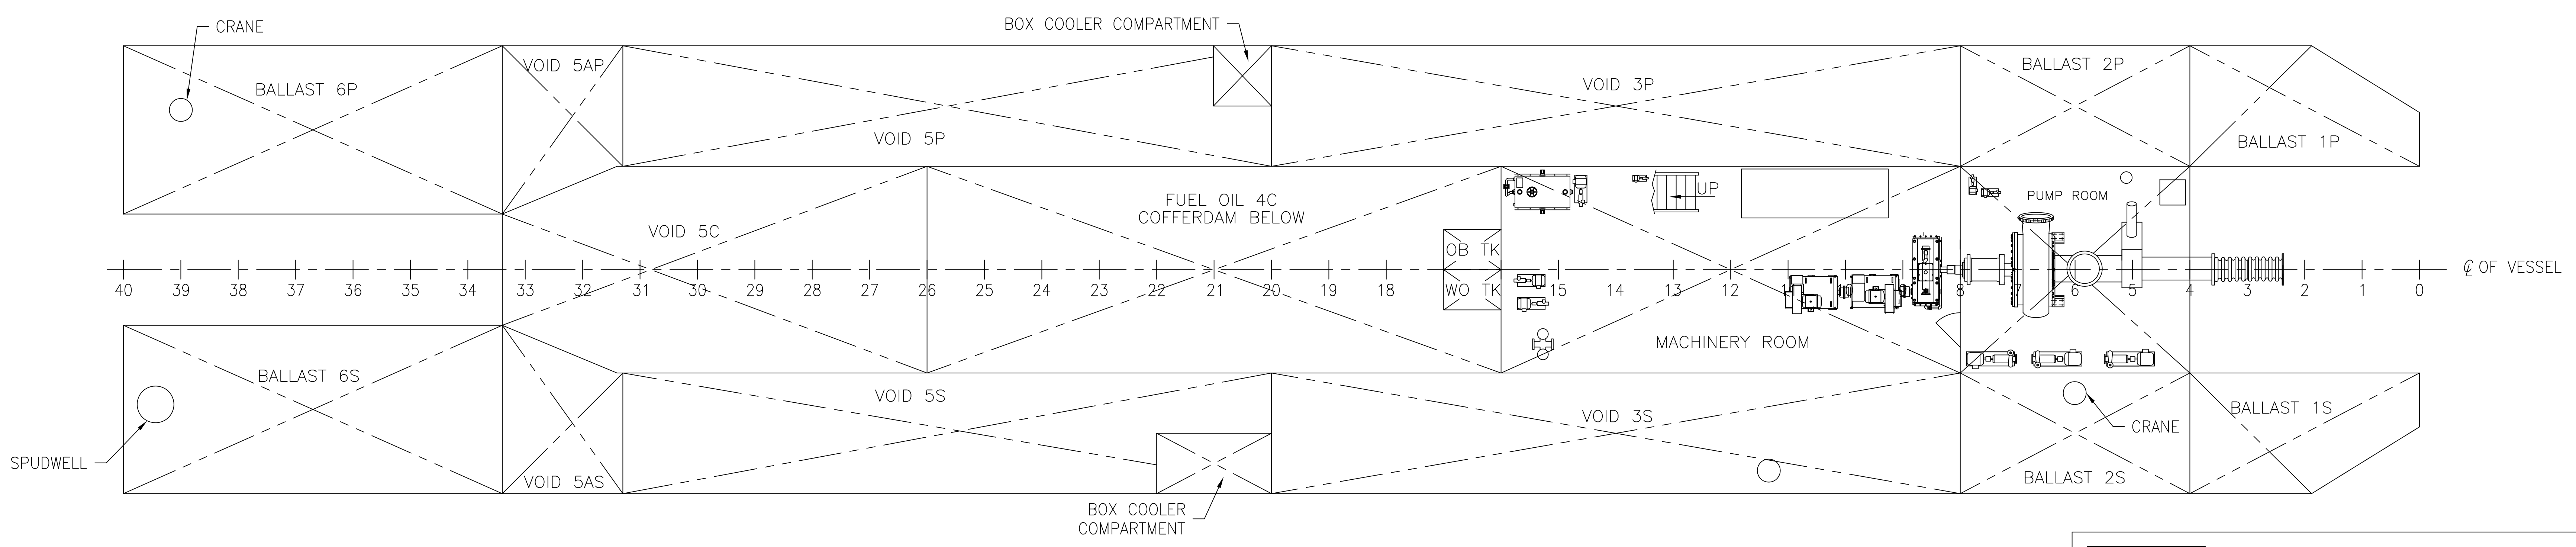 CRANE
BOX COOLER COMPARTMENT
VOID 5AP
BALLAST 6P
VOID 3P
BALLAST 2P
VOID 5P
BALLAST 1P
UP
PUMP ROOM
FUEL OIL 4C
COFFERDAM BELOW
VOID 5C
OB TK
℄ OF VESSEL
WO TK
40 39 38 37 36 35 34 33 32 31 30 29 28 27 26 25 24 23 22 21 20 19 18 15 14 13 12 8 7 6 5 4 3 2 1 0
MACHINERY ROOM
BALLAST 6S
VOID 5S
VOID 3S
BALLAST 1S
CRANE
SPUDWELL
VOID 5AS
BALLAST 2S
BOX COOLER
COMPARTMENT